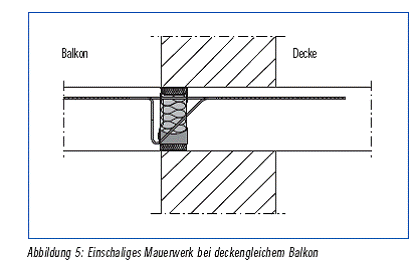 Balkon Decke
Abbildung 5: Einschaliges Mauerwerk bei deckengleichem Balkon